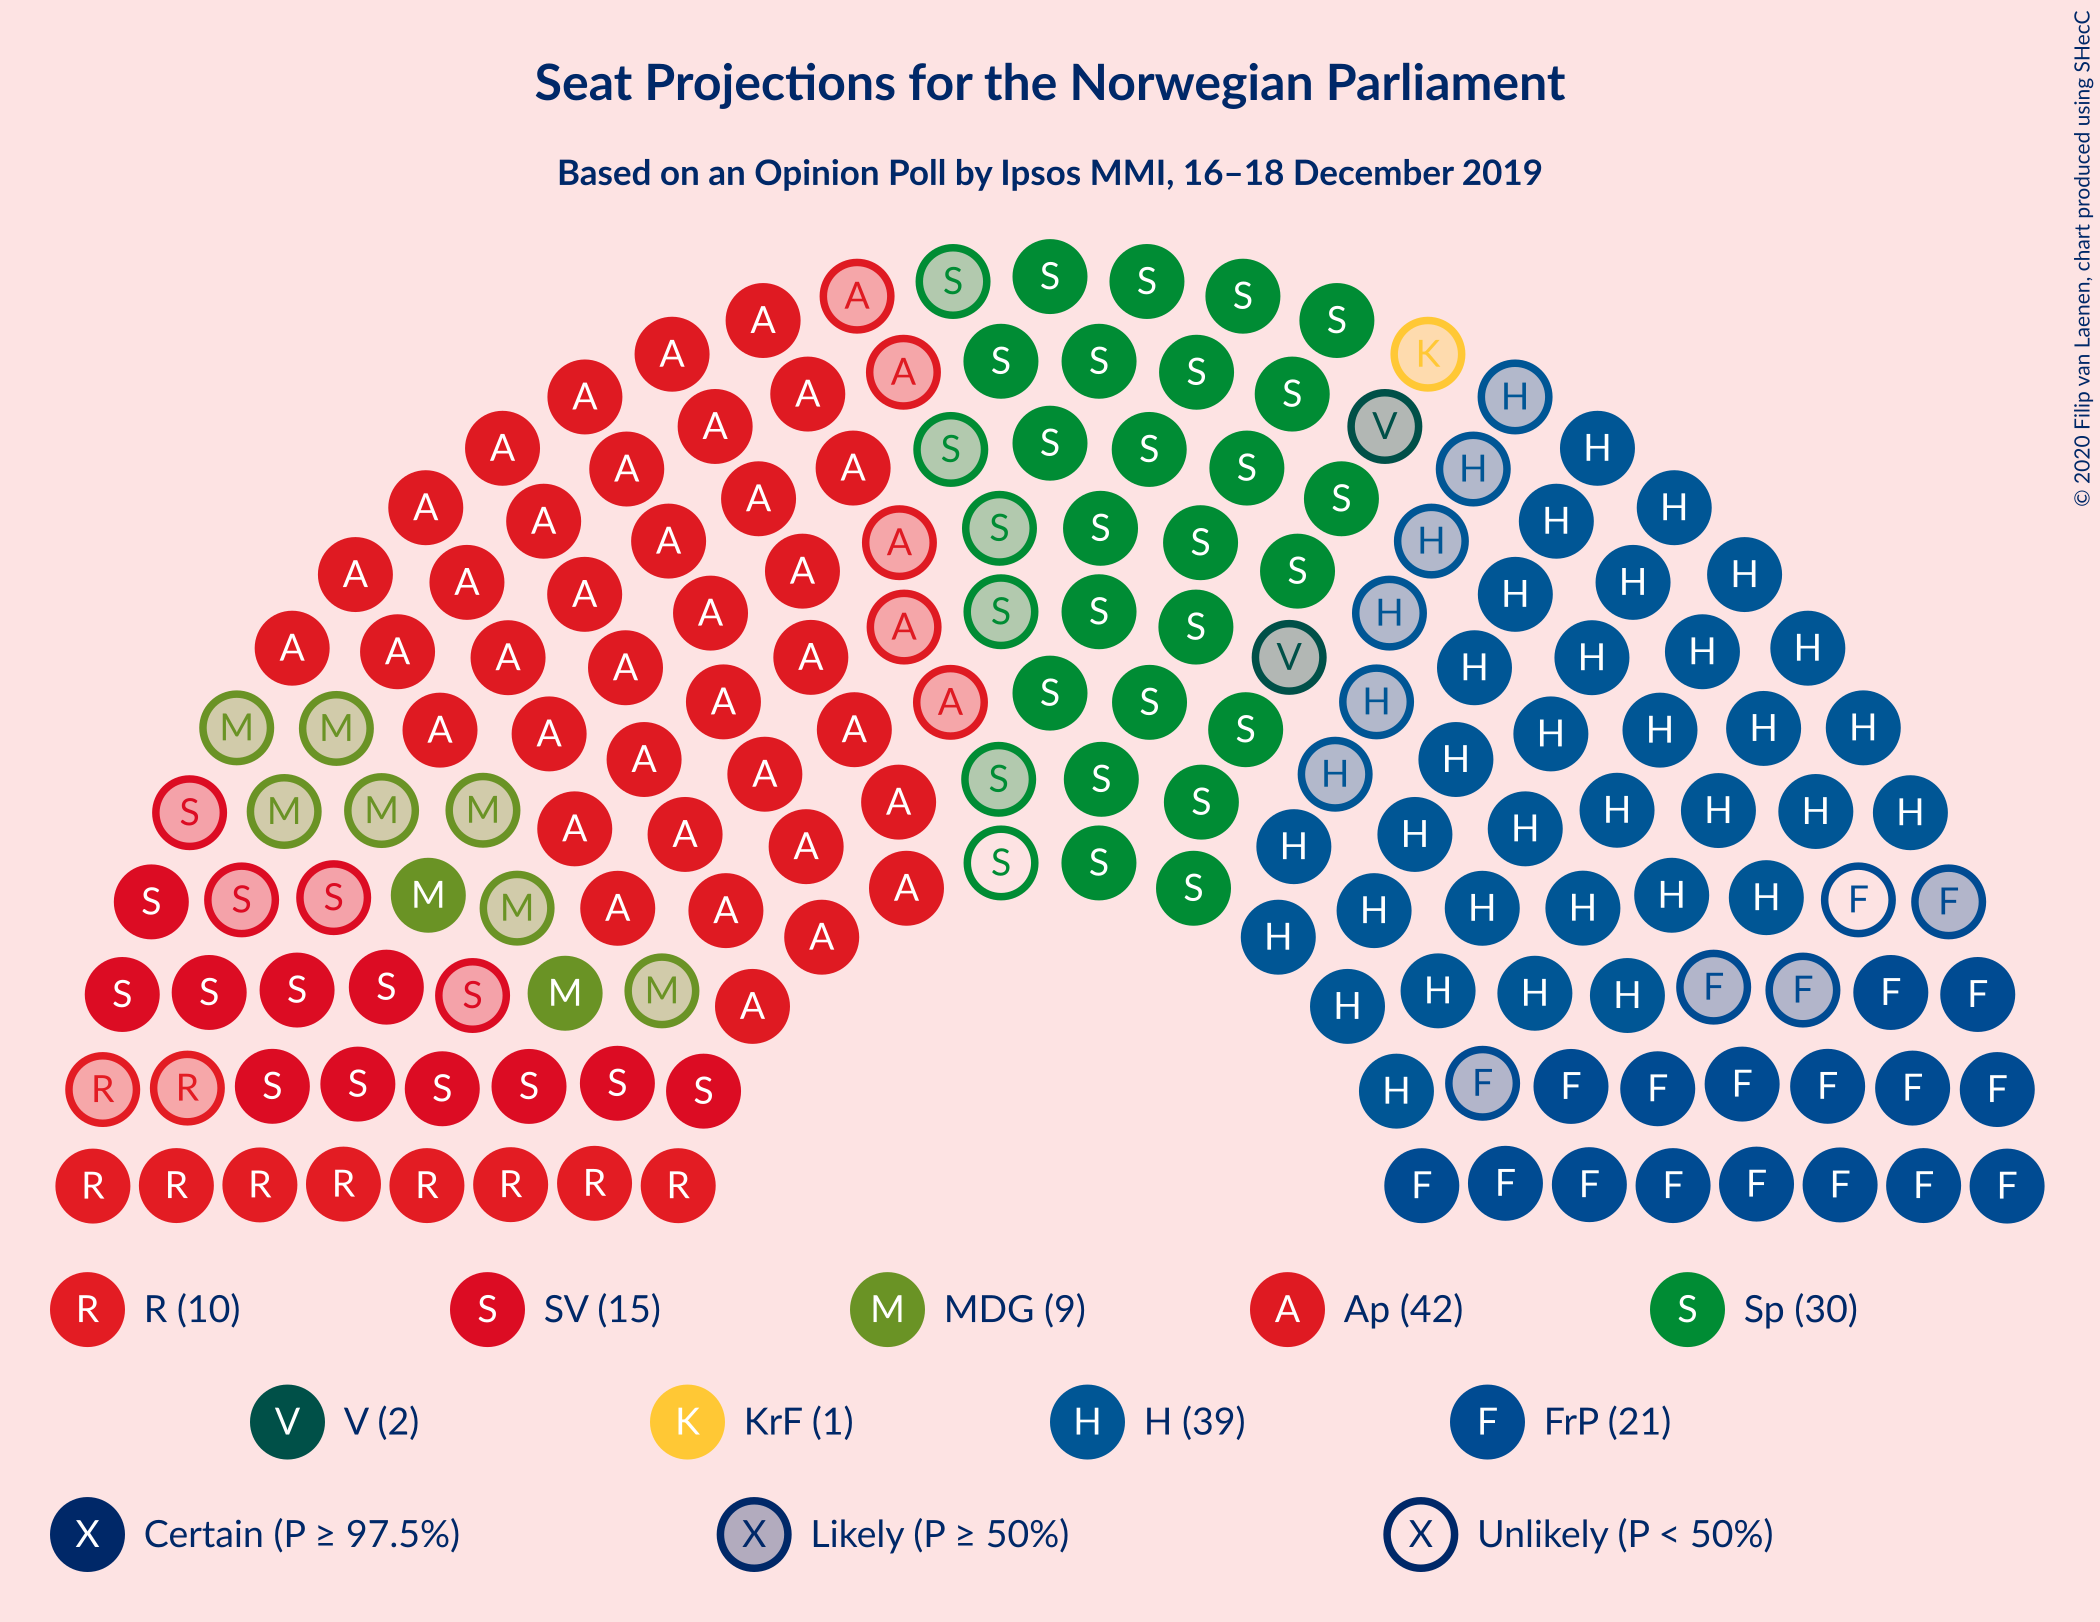 Seat Projections for the Norwegian Parliament
Based on an Opinion Poll by Ipsos MMI, 16–18 December 2019
© 2020 Filip van Laenen, chart produced using SHecC
A S S S S
A A S K
A A S S S S H
A A A V H
A S S S S H H
A A A A S H
A A A A S S S H H H
A A A A S S S H H H
A A A A S V H H H
A A A A A S S S H H H
M M A A A S H H H H
S M M M A A A S S S H H H H H
S S S M M A A A A S S S H H H H H H F F
S S S S S M M A A H H H H H F F F F
R R S S S S S S H F F F F F F F
R R R R R R R R F F F F F F F F
R R (10) S SV (15) M MDG (9) A Ap (42) S Sp (30)
V V (2) K KrF (1) H H (39) F FrP (21)
X Certain (P ≥ 97.5%) X Likely (P ≥ 50%) X Unlikely (P < 50%)